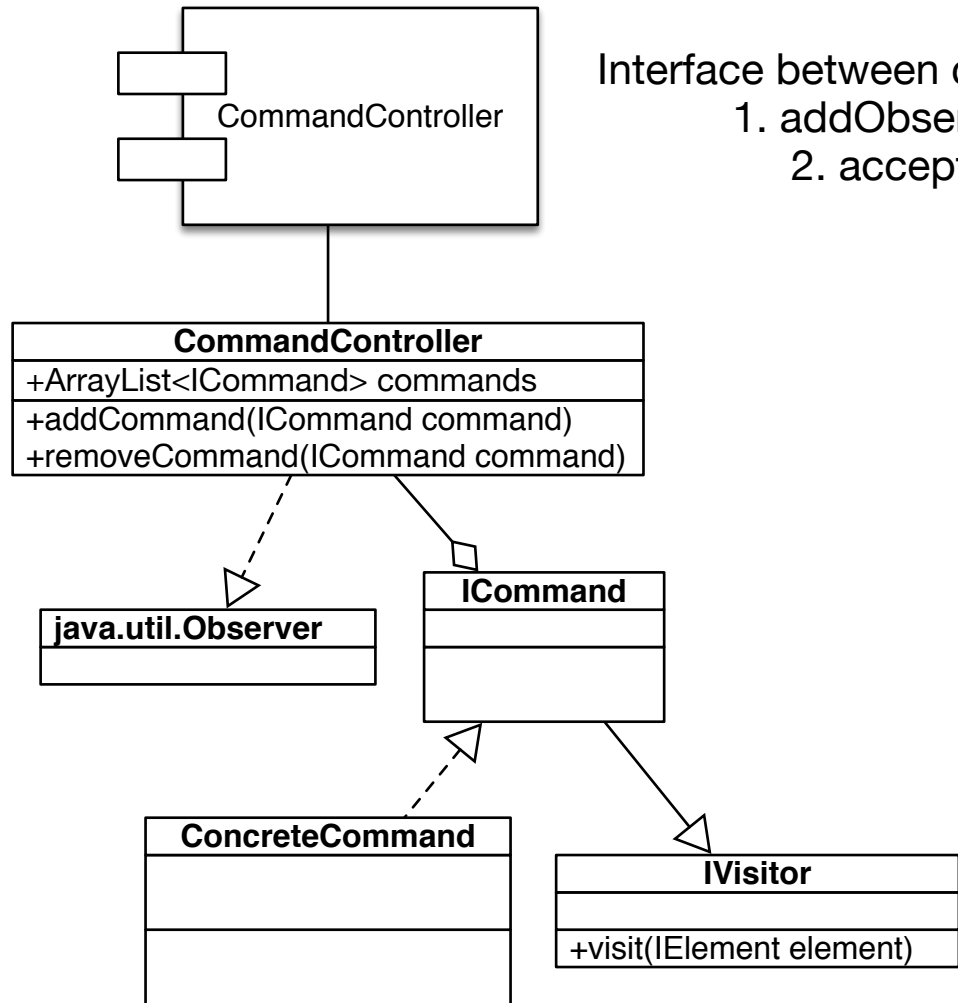 CommandController
Interface between
1. addObser
2. accept
CommandController
+ArrayList<ICommand> commands
+addCommand(ICommand command)
+removeCommand(ICommand command)
java.util.Observer
ICommand
ConcreteCommand
IVisitor
+visit(IElement element)